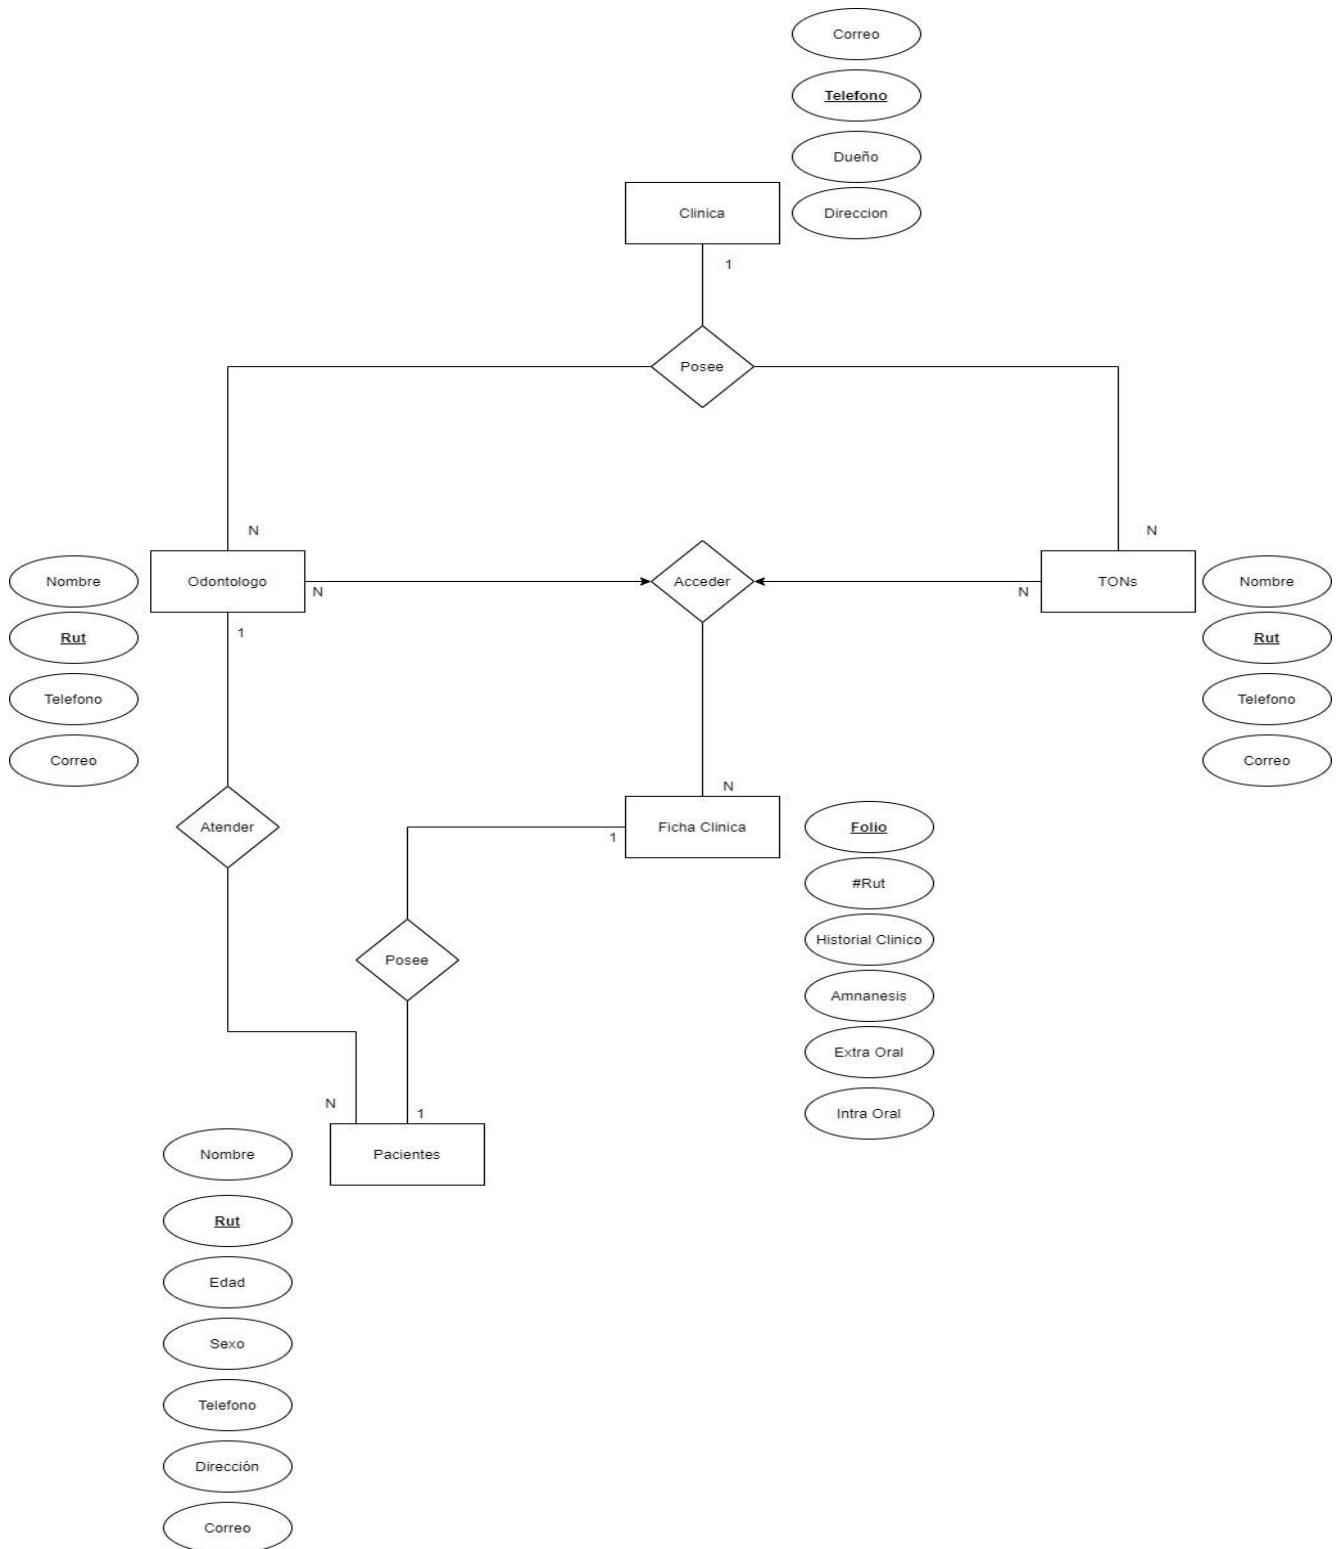 Correo
Telefono
Dueño
Clinica
Direccion
1
Posee
N
N
Nombre
Odontologo
N
Acceder
N
TONs
Nombre
Rut
1
Rut
Telefono
Telefono
Correo
Correo
N
Atender
1
Ficha Clinica
Folio
#Rut
Historial Clinico
Posee
Amnanesis
Extra Oral
N
1
Intra Oral
Nombre
Pacientes
Rut
Edad
Sexo
Telefono
Dirección
Correo